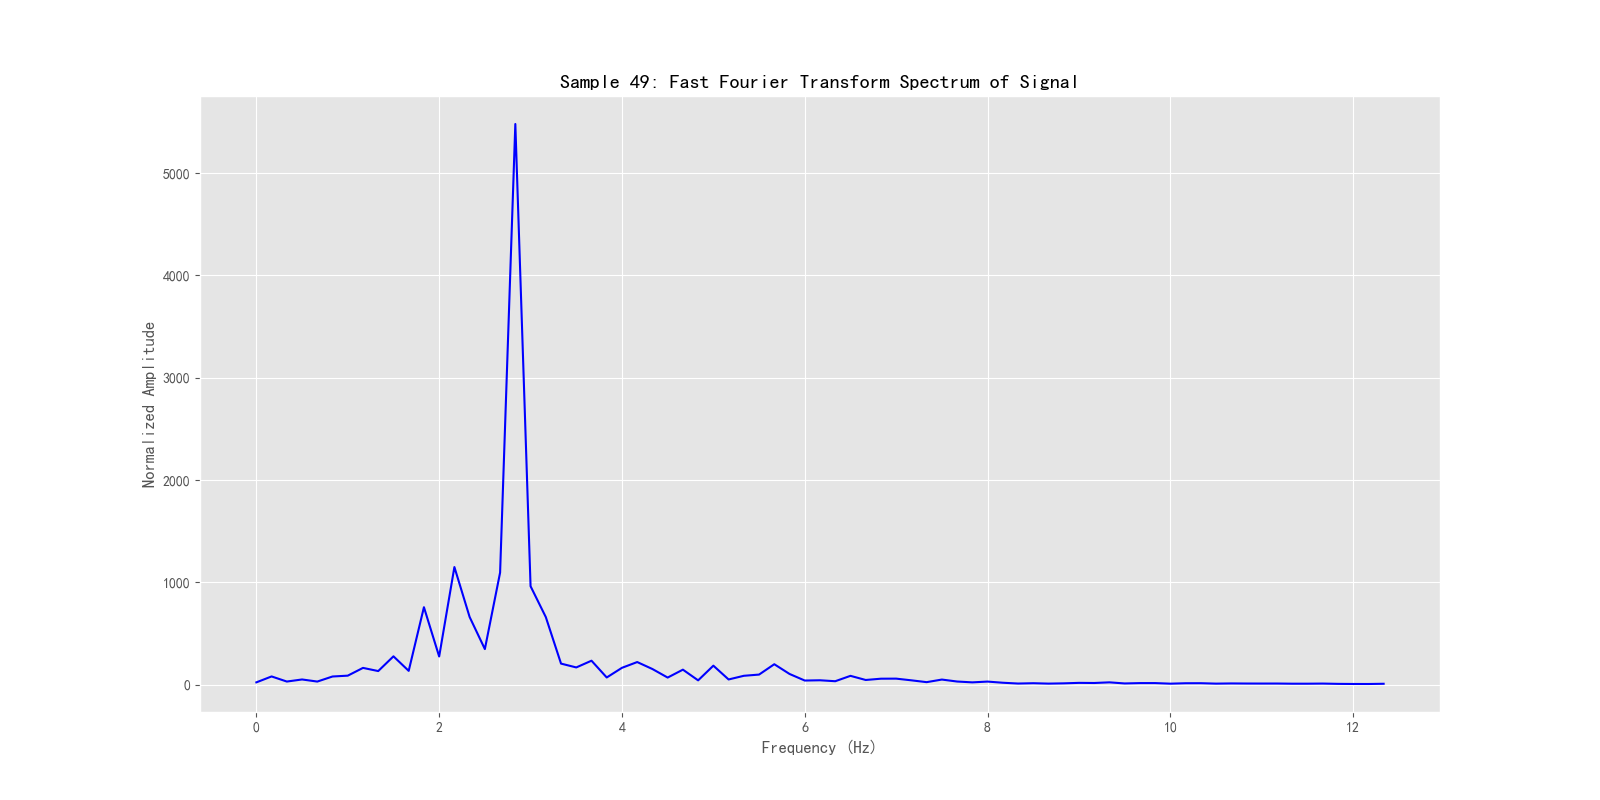 Sample 49: Fast Fourier Transform Spectrum of Signal
Normalized Amplitude
5000
4000
3000
2000
1000
0
0 2 4 6 8 10 12
Frequency (Hz)